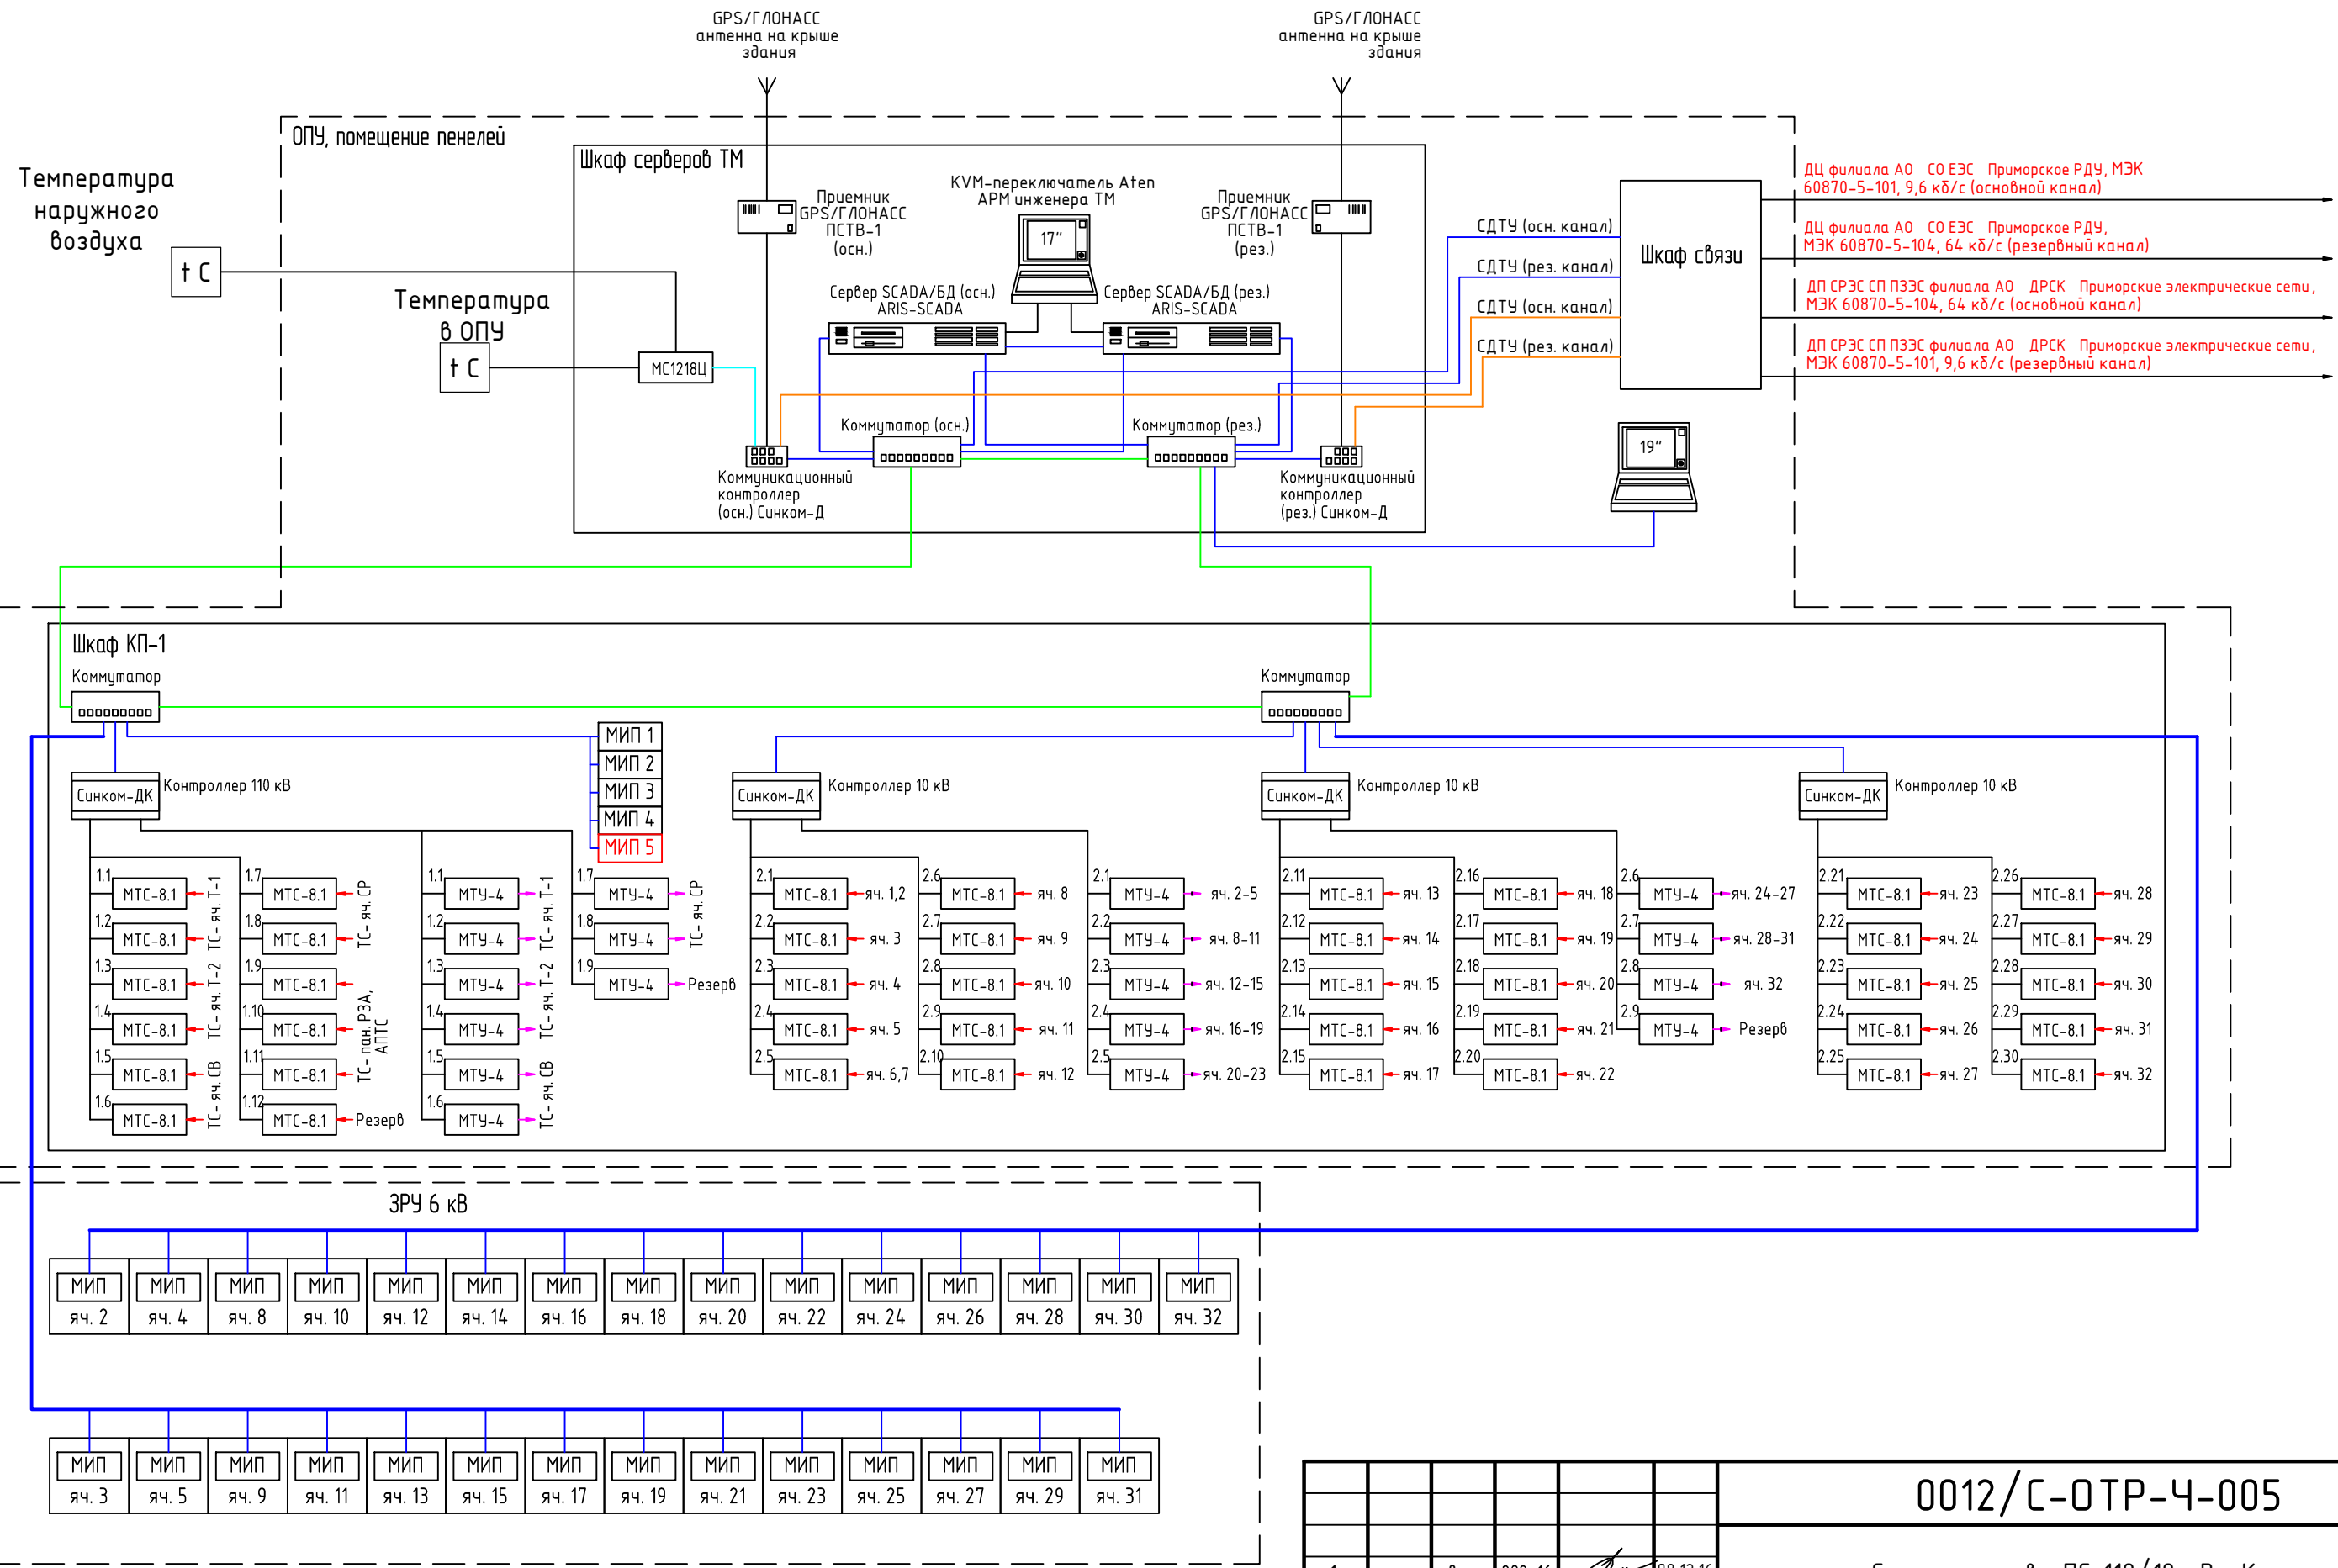 GPS/ГЛОНАСС
антенна на крыше
здания
GPS/ГЛОНАСС
антенна на крыше
здания
ОПУ, помещение пенелей
Шкаф серверов ТМ
Температура
наружного
воздуха
t C
Температура
в ОПУ
t C
МС1218Ц
Приемник
GPS/ГЛОНАСС
ПСТВ-1
(осн.)
KVM-переключатель Aten
АРМ инженера ТМ
17"
Приемник
GPS/ГЛОНАСС
ПСТВ-1
(рез.)
Сервер SCADA/БД (осн.)
ARIS-SCADA
Сервер SCADA/БД (рез.)
ARIS-SCADA
Коммутатор (осн.)
Коммутатор (рез.)
Коммуникационный
контроллер
(осн.) Синком-Д
Коммуникационный
контроллер
(рез.) Синком-Д
СДТУ (осн. канал)
СДТУ (рез. канал)
СДТУ (осн. канал)
СДТУ (рез. канал)
Шкаф связи
19"
ДЦ филиала АО СО ЕЭС Приморское РДУ, МЭК
60870-5-101, 9,6 кб/с (основной канал)
ДЦ филиала АО СО ЕЭС Приморское РДУ,
МЭК 60870-5-104, 64 кб/с (резервный канал)
ДП СРЭС СП ПЗЭС филиала АО ДРСК Приморские электрические сети,
МЭК 60870-5-104, 64 кб/с (основной канал)
ДП СРЭС СП ПЗЭС филиала АО ДРСК Приморские электрические сети,
МЭК 60870-5-101, 9,6 кб/с (резервный канал)
Шкаф КП-1
Коммутатор
Коммутатор
МИП 1
МИП 2
МИП 3
МИП 4
МИП 5
Синком-ДК Контроллер 110 кВ
Синком-ДК Контроллер 10 кВ
Синком-ДК Контроллер 10 кВ
Синком-ДК Контроллер 10 кВ
1.1 МТС-8.1
1.2 МТС-8.1
1.3 МТС-8.1
1.4 МТС-8.1
1.5 МТС-8.1
1.6 МТС-8.1
ТС- яч. Т-1
ТС- яч. Т-2
ТС- яч. СВ
1.7 МТС-8.1
1.8 МТС-8.1
1.9 МТС-8.1
1.10 МТС-8.1
1.11 МТС-8.1
1.12 МТС-8.1 Резерв
ТС- яч. СР
ТС- пан. РЗА,
АПТС
1.1 МТУ-4
1.2 МТУ-4
1.3 МТУ-4
1.4 МТУ-4
1.5 МТУ-4
1.6 МТУ-4
ТС- яч. Т-1
ТС- яч. Т-2
ТС- яч. СВ
1.7 МТУ-4
1.8 МТУ-4
1.9 МТУ-4 Резерв
ТС- яч. СР
2.1 МТС-8.1 яч. 1,2
2.2 МТС-8.1 яч. 3
2.3 МТС-8.1 яч. 4
2.4 МТС-8.1 яч. 5
2.5 МТС-8.1 яч. 6,7
2.6 МТС-8.1 яч. 8
2.7 МТС-8.1 яч. 9
2.8 МТС-8.1 яч. 10
2.9 МТС-8.1 яч. 11
2.10 МТС-8.1 яч. 12
2.1 МТУ-4 яч. 2-5
2.2 МТУ-4 яч. 8-11
2.3 МТУ-4 яч. 12-15
2.4 МТУ-4 яч. 16-19
2.5 МТУ-4 яч. 20-23
2.11 МТС-8.1 яч. 13
2.12 МТС-8.1 яч. 14
2.13 МТС-8.1 яч. 15
2.14 МТС-8.1 яч. 16
2.15 МТС-8.1 яч. 17
2.16 МТС-8.1 яч. 18
2.17 МТС-8.1 яч. 19
2.18 МТС-8.1 яч. 20
2.19 МТС-8.1 яч. 21
2.20 МТС-8.1 яч. 22
2.6 МТУ-4 яч. 24-27
2.7 МТУ-4 яч. 28-31
2.8 МТУ-4 яч. 32
2.9 МТУ-4 Резерв
2.21 МТС-8.1 яч. 23
2.22 МТС-8.1 яч. 24
2.23 МТС-8.1 яч. 25
2.24 МТС-8.1 яч. 26
2.25 МТС-8.1 яч. 27
2.26 МТС-8.1 яч. 28
2.27 МТС-8.1 яч. 29
2.28 МТС-8.1 яч. 30
2.29 МТС-8.1 яч. 31
2.30 МТС-8.1 яч. 32
ЗРУ 6 кВ
МИП МИП МИП МИП МИП МИП МИП МИП МИП МИП МИП МИП МИП МИП МИП
яч. 2 яч. 4 яч. 8 яч. 10 яч. 12 яч. 14 яч. 16 яч. 18 яч. 20 яч. 22 яч. 24 яч. 26 яч. 28 яч. 30 яч. 32
МИП МИП МИП МИП МИП МИП МИП МИП МИП МИП МИП МИП МИП МИП
яч. 3 яч. 5 яч. 9 яч. 11 яч. 13 яч. 15 яч. 17 яч. 19 яч. 21 яч. 23 яч. 25 яч. 27 яч. 29 яч. 31
0012/С-ОТР-Ч-005